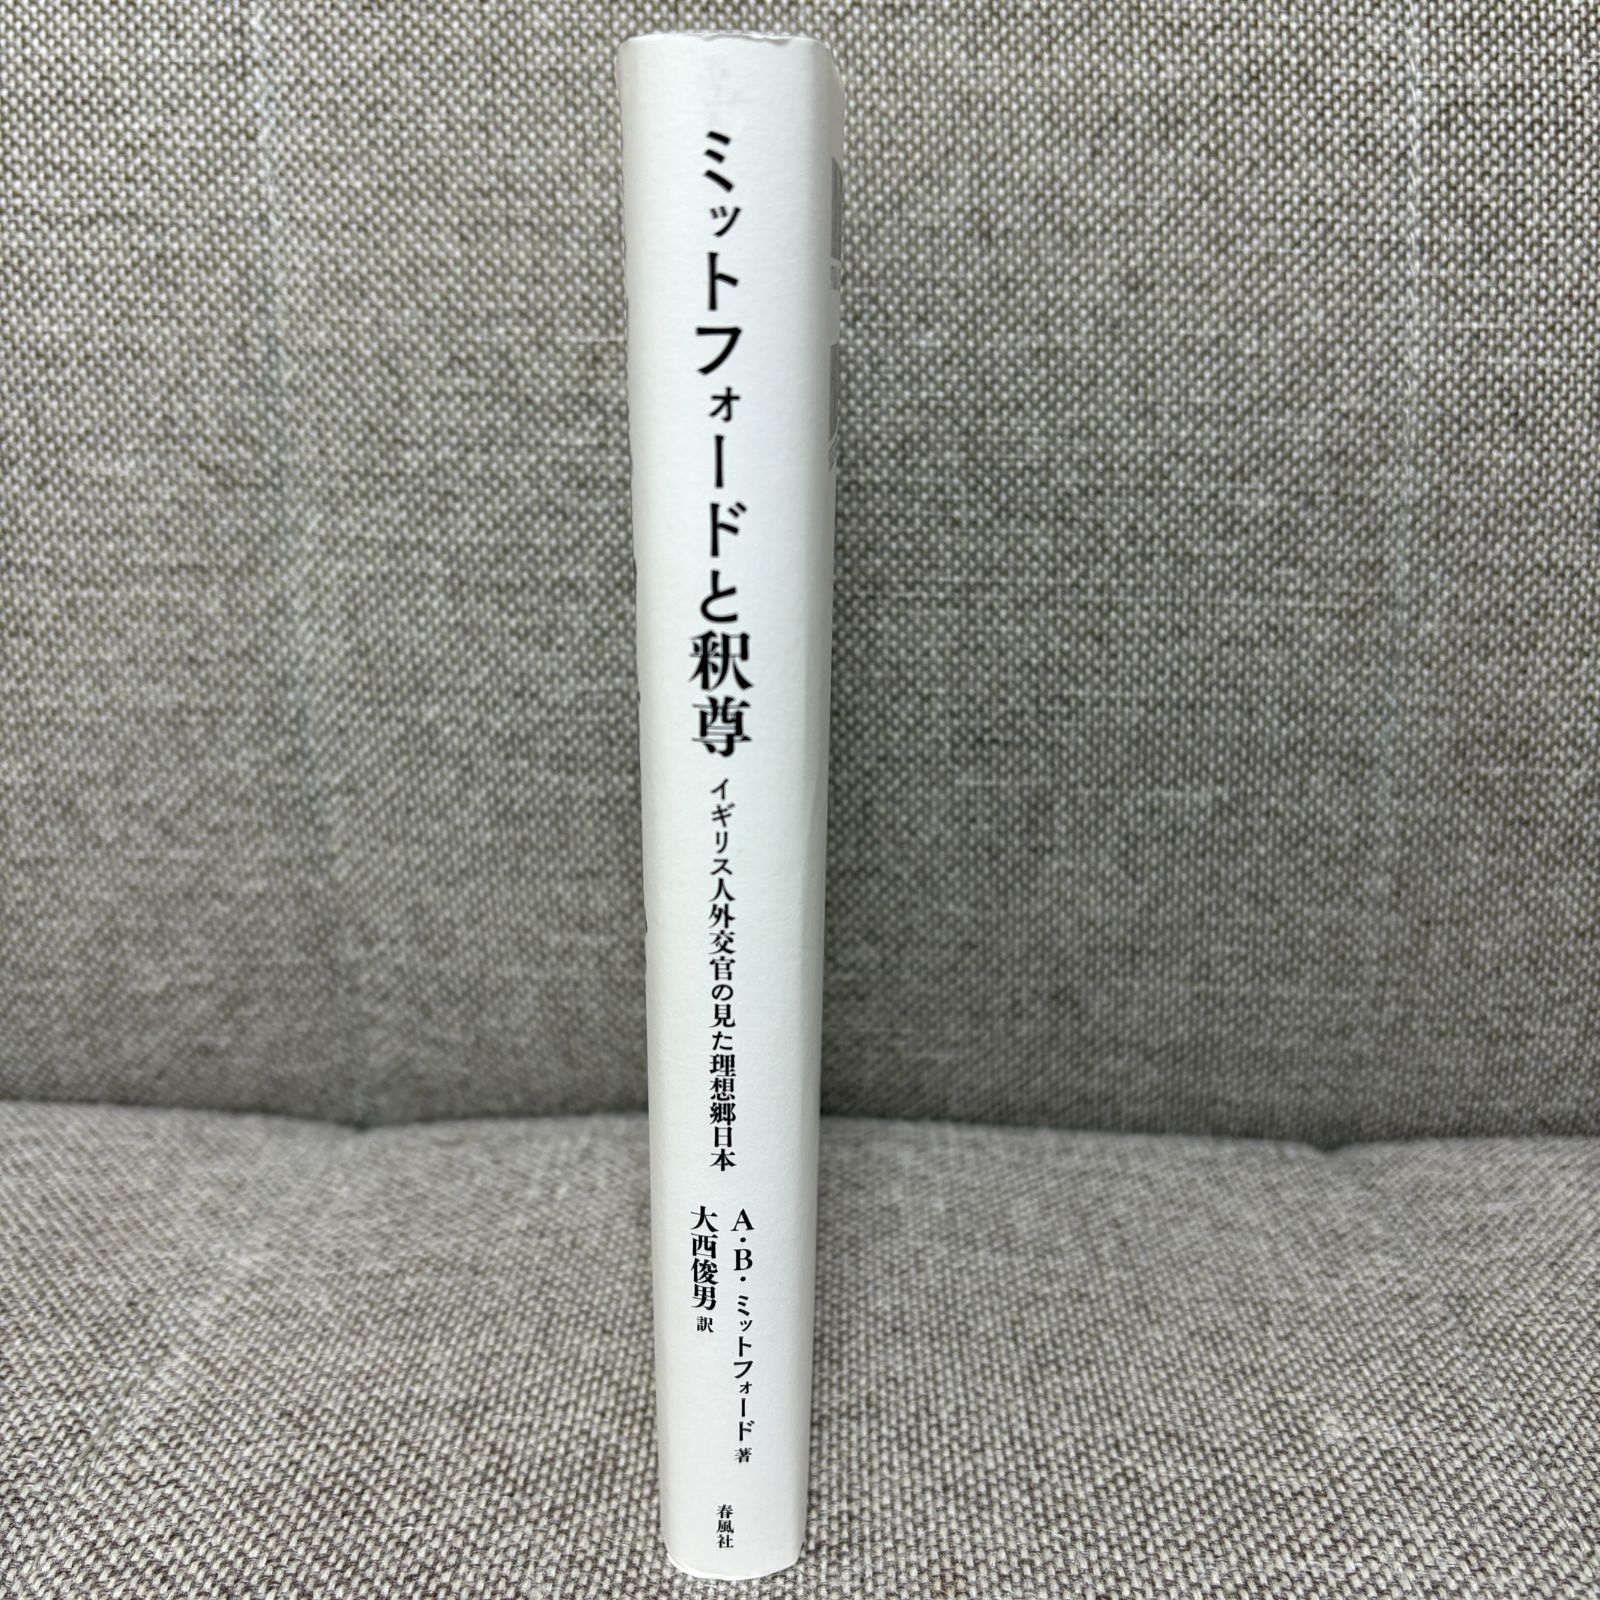 ミットフォードと釈尊
イギリス人外交官の見た理想郷日本
A・B・ミットフォード 著
大西俊男 訳
春風社